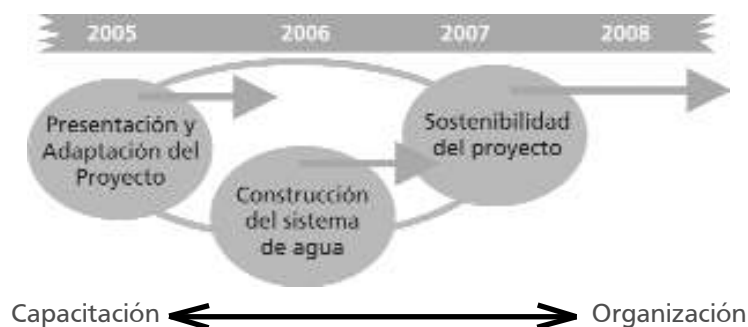 2005 2006 2007 2008
Presentación y
Adaptación del
Proyecto
Construcción
del sistema
de agua
Sostenibilidad
del proyecto
Capacitación Organización